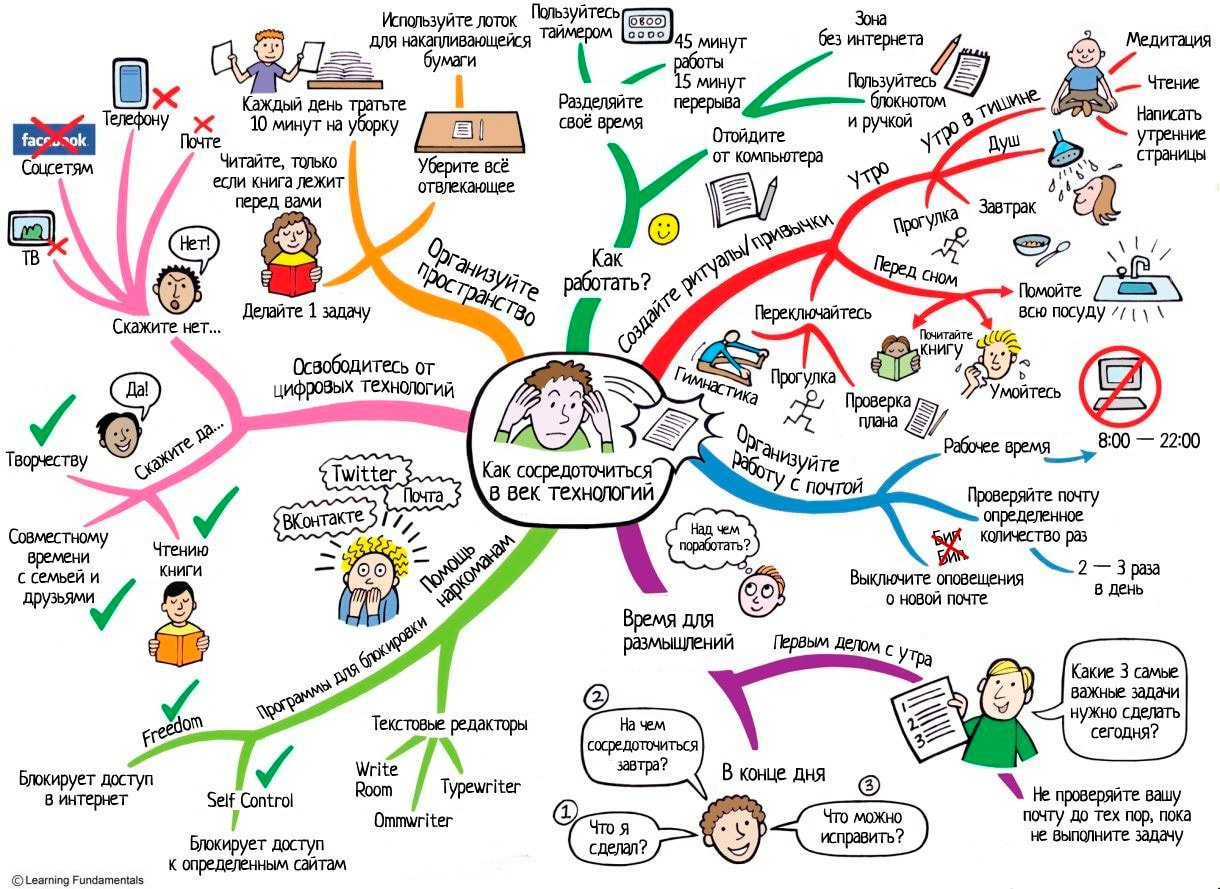 Как сосредоточиться
в век технологий
Как
работать?
Разделяйте
своё время
Пользуйтесь
таймером
0800
45 минут
работы
15 минут
перерыва
Отойдите
от компьютера
Зона
без интернета
Пользуйтесь
блокнотом
и ручкой
Создайте ритуалы/привычки
Утро
Утро в тишине
Медитация
Чтение
Написать
утренние
страницы
Душ
Завтрак
Прогулка
Перед сном
Помойте
всю посуду
Почитайте
книгу
Умойтесь
Переключайтесь
Гимнастика
Прогулка
Проверка
плана
Организуйте
работу с почтой
Рабочее время
8:00 — 22:00
Проверяйте почту
определенное
количество раз
2 — 3 раза
в день
Бип
Бип
Выключите оповещения
о новой почте
Над чем
поработать?
Время для
размышлений
Первым делом с утра
1
2
3
Какие 3 самые
важные задачи
нужно сделать
сегодня?
Не проверяйте вашу
почту до тех пор, пока
не выполните задачу
В конце дня
1
Что я
сделал?
2
На чем
сосредоточиться
завтра?
3
Что можно
исправить?
Помощь
наркоманам
Twitter
Почта
ВКонтакте
Текстовые редакторы
Write
Room
Ommwriter
Typewriter
Программы для блокировки
Freedom
Блокирует доступ
в интернет
Self Control
Блокирует доступ
к определенным сайтам
Освободитесь от
цифровых технологий
Скажите да...
Да!
Творчеству
Совместному
времени
с семьей и
друзьями
Чтению
книги
Скажите нет...
Нет!
ТВ
facebook
Соцсетям
Телефону
Почте
Организуйте
пространство
Каждый день тратьте
10 минут на уборку
Используйте лоток
для накапливающейся
бумаги
Уберите всё
отвлекающее
Читайте, только
если книга лежит
перед вами
Делайте 1 задачу
© Learning Fundamentals